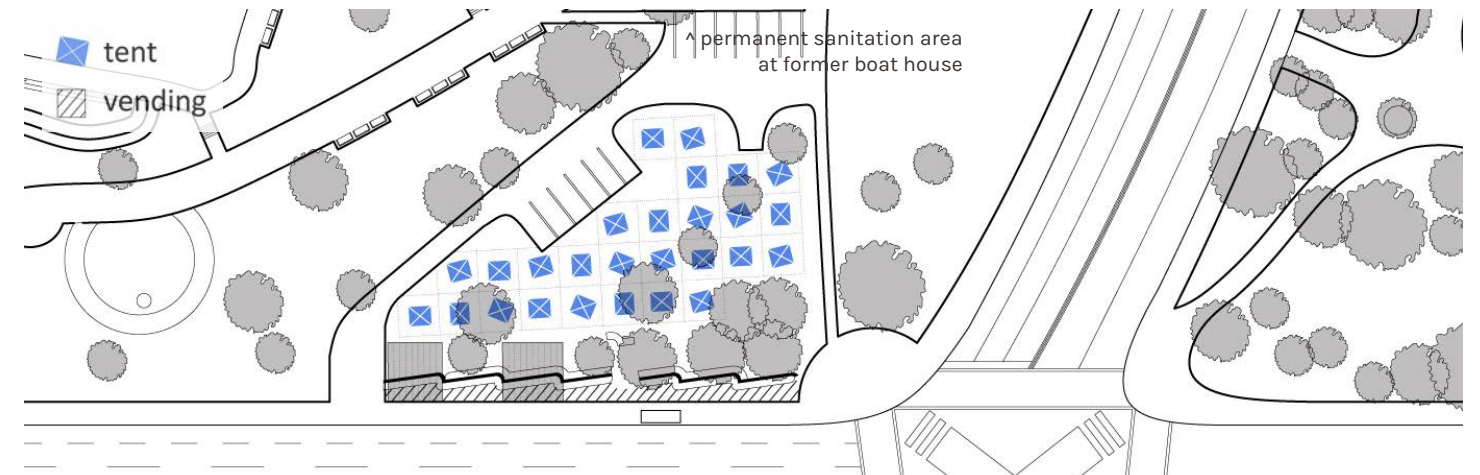 tent
vending
^ permanent sanitation area
at former boat house